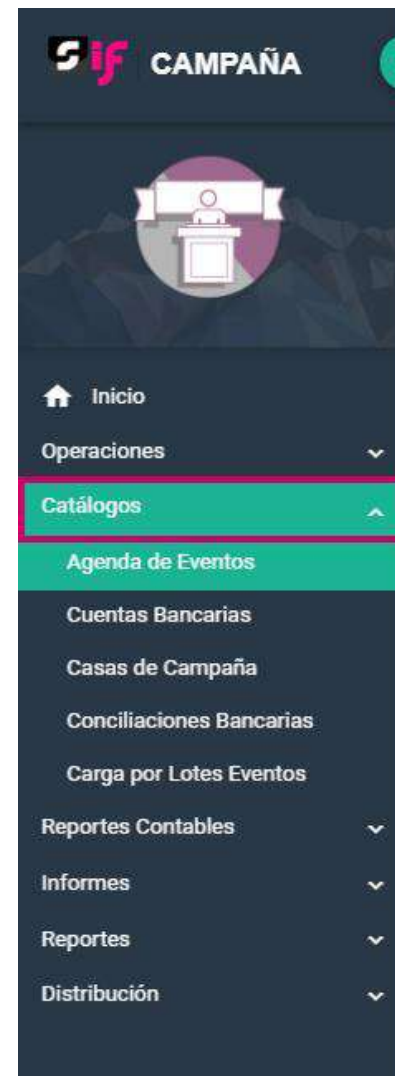 sif CAMPAÑA
Inicio
Operaciones
Catálogos
Agenda de Eventos
Cuentas Bancarias
Casas de Campaña
Conciliaciones Bancarias
Carga por Lotes Eventos
Reportes Contables
Informes
Reportes
Distribución